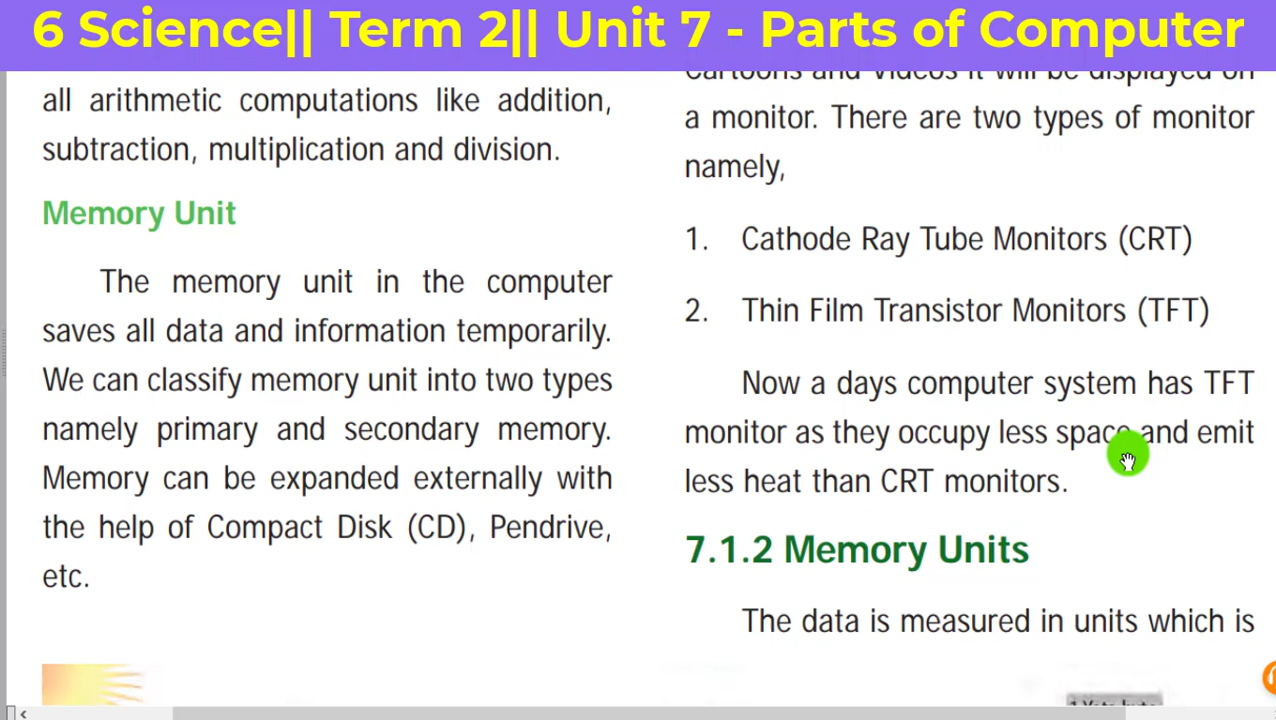 6 Science|| Term 2|| Unit 7 - Parts of Computer
all arithmetic computations like addition,
subtraction, multiplication and division.
Memory Unit
The memory unit in the computer
saves all data and information temporarily.
We can classify memory unit into two types
namely primary and secondary memory.
Memory can be expanded externally with
the help of Compact Disk (CD), Pendrive,
etc.
Cartoons and Videos it will be displayed on
a monitor. There are two types of monitor
namely,
1. Cathode Ray Tube Monitors (CRT)
2. Thin Film Transistor Monitors (TFT)
Now a days computer system has TFT
monitor as they occupy less space and emit
less heat than CRT monitors.
7.1.2 Memory Units
The data is measured in units which is